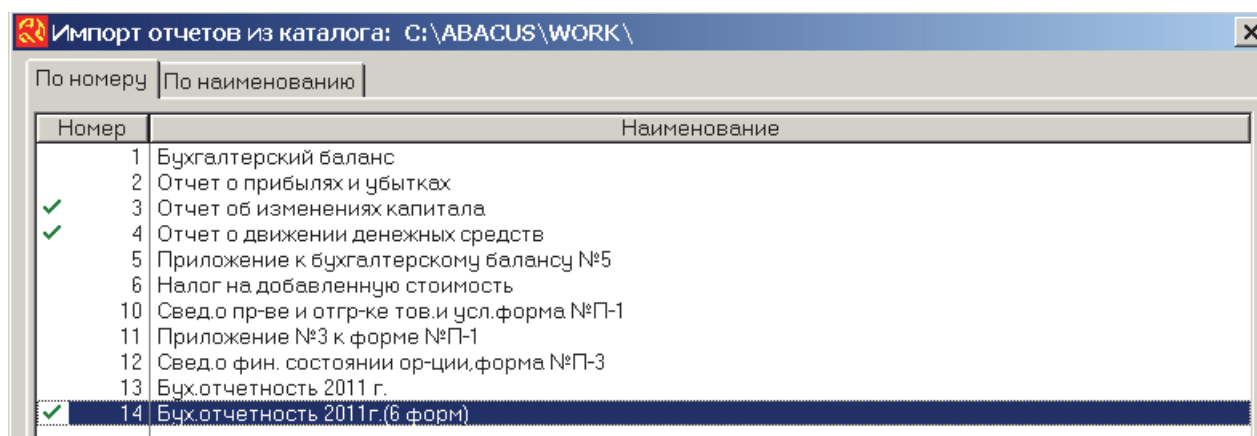 Импорт отчетов из каталога: C:\ABACUS\WORK\
По номеру По наименованию
Номер Наименование
1 Бухгалтерский баланс
2 Отчет о прибылях и убытках
3 Отчет об изменениях капитала
4 Отчет о движении денежных средств
5 Приложение к бухгалтерскому балансу №5
6 Налог на добавленную стоимость
10 Свед.о пр-ве и отгр-ке тов.и усл.форма №П-1
11 Приложение №3 к форме №П-1
12 Свед.о фин. состоянии ор-ции,форма №П-3
13 Бух.отчетность 2011 г.
14 Бух.отчетность 2011г.(6 форм)